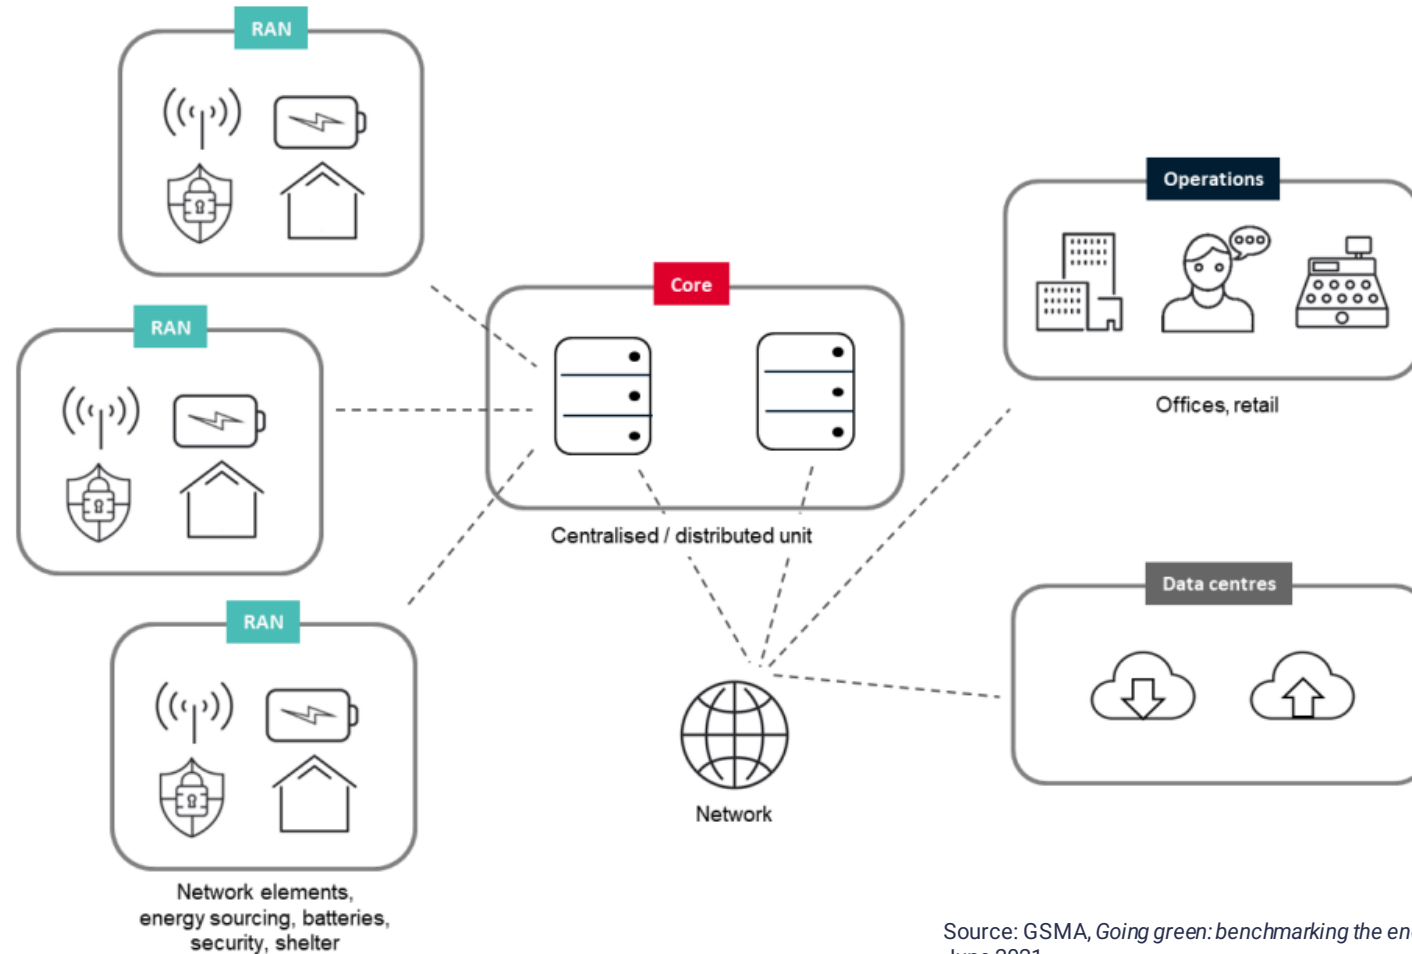 RAN
RAN
RAN
Network elements,
energy sourcing, batteries,
security, shelter
Core
Centralised / distributed unit
Network
Operations
Offices, retail
Data centres
Source: GSMA, Going green: benchmarking the